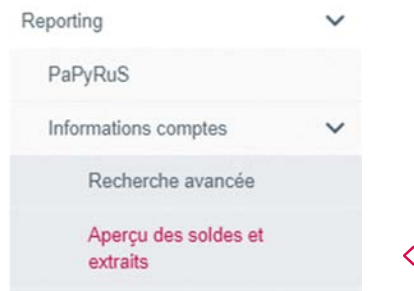 Reporting
PaPyRuS
Informations comptes
Recherche avancée
Aperçu des soldes et
extraits